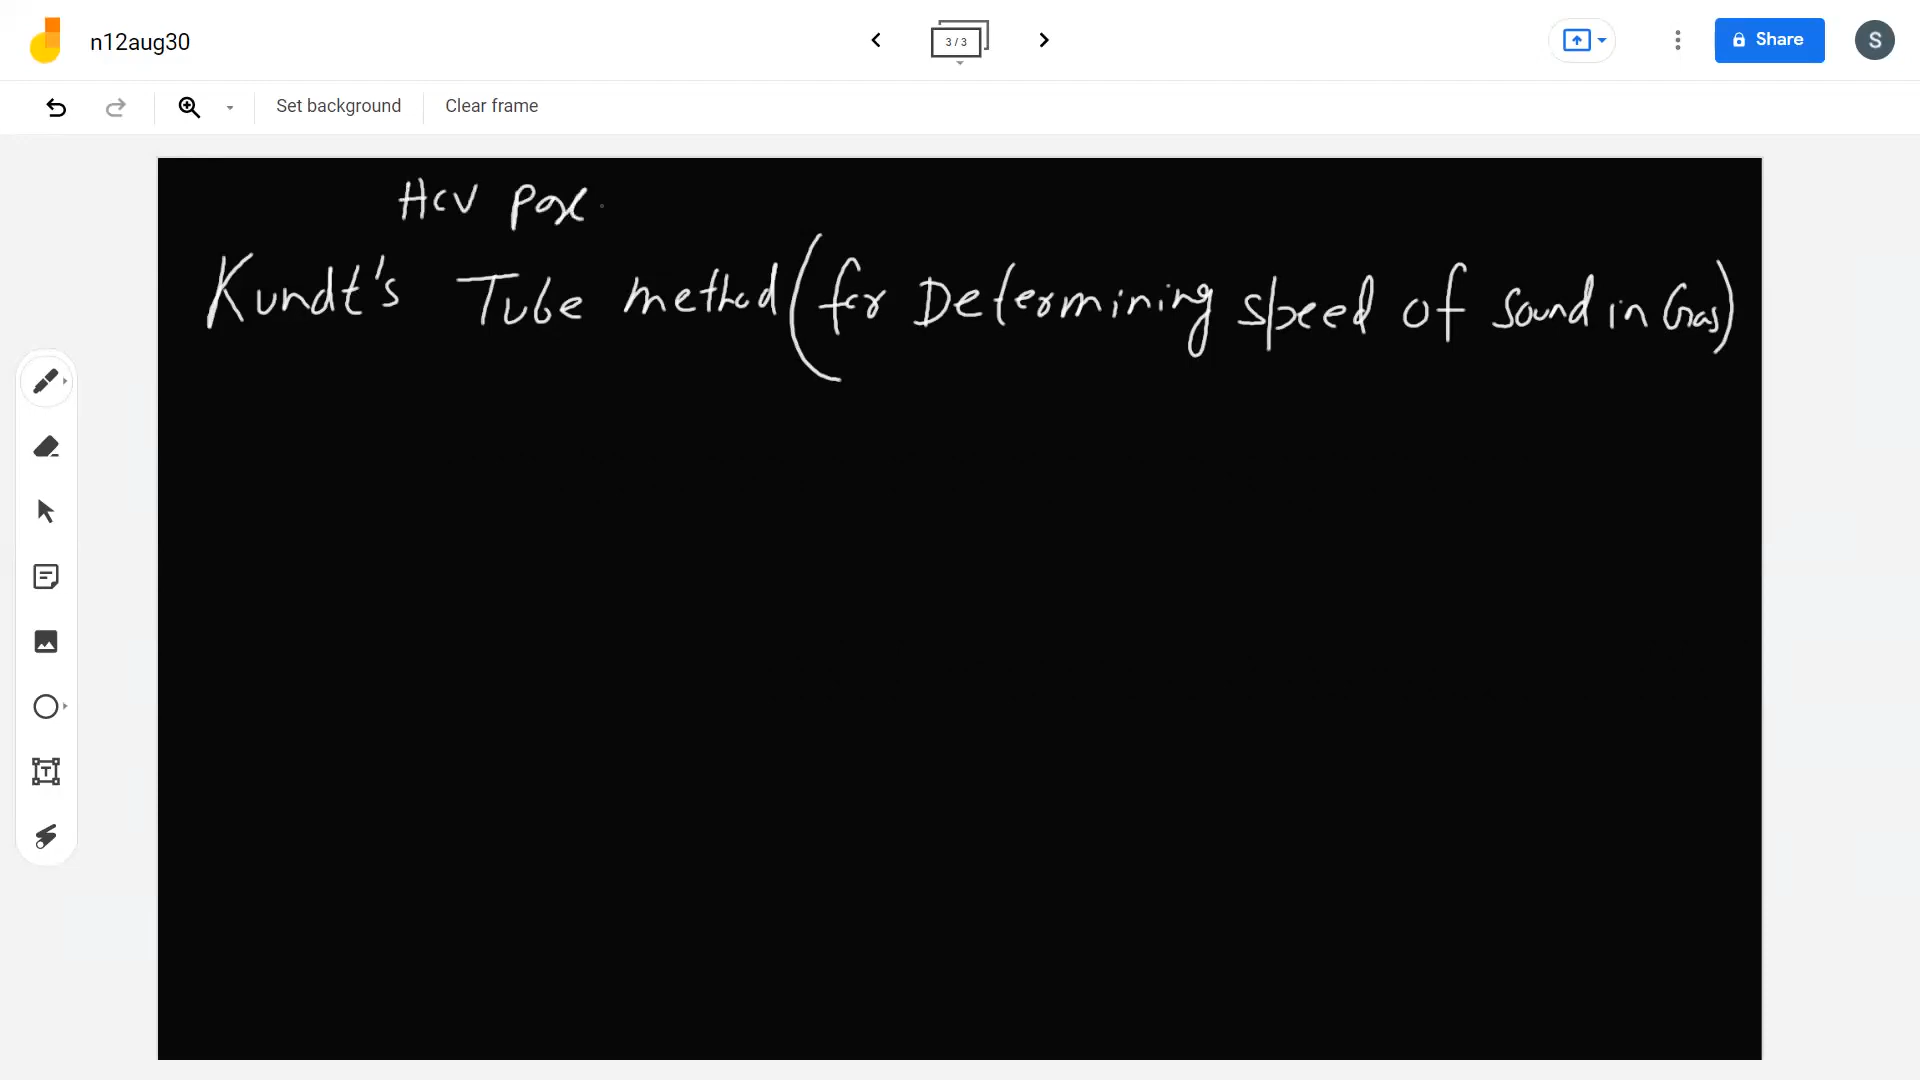 n12aug30
3 / 3
Share
S
Set background
Clear frame
HCV
Kundt's Tube method (for Determining speed of sound in Gas)